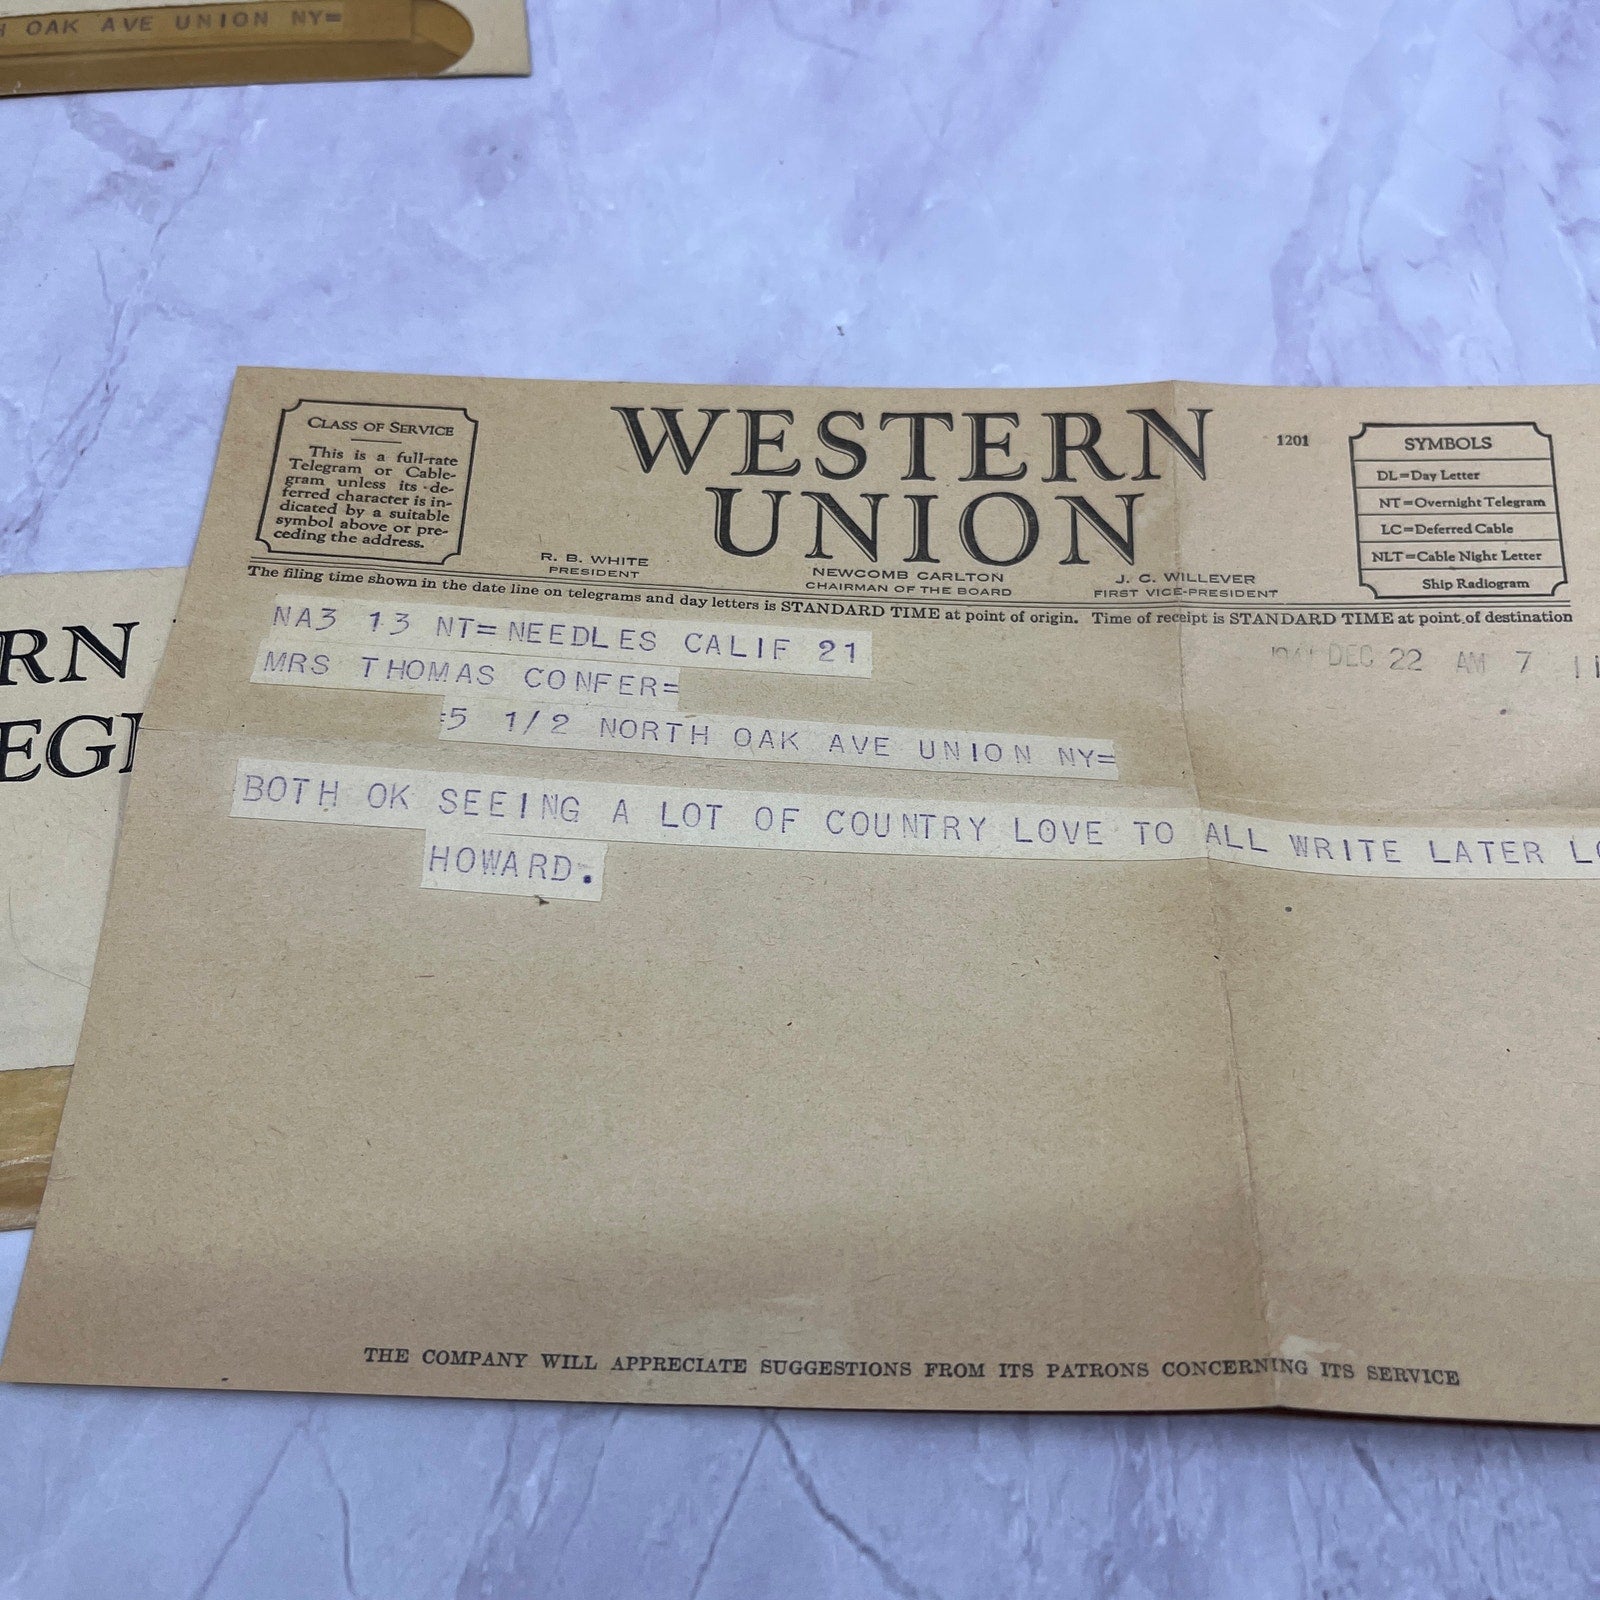 OAK AVE UNION NY=
RN
CLASS OF SERVICE
This is a full-rate
Telegram or Cable-
gram unless its de-
ferred character is in-
dicated by a suitable
symbol above or pre-
ceding the address.
WESTERN
UNION
1201
SYMBOLS
DL=Day Letter
NT=Overnight Telegram
LC=Deferred Cable
NLT=Cable Night Letter
Ship Radiogram
R. B. WHITE
PRESIDENT
NEWCOMB CARLTON
CHAIRMAN OF THE BOARD
J. C. WILLEVER
FIRST VICE-PRESIDENT
The filing time shown in the date line on telegrams and day letters is STANDARD TIME at point of origin. Time of receipt is STANDARD TIME at point of destination
NA3 13 NT=NEEDLES CALIF 21
DEC 22 AM 7
MRS THOMAS CONFER=
=5 1/2 NORTH OAK AVE UNION NY=
BOTH OK SEEING A LOT OF COUNTRY LOVE TO ALL WRITE LATER
HOWARD.
THE COMPANY WILL APPRECIATE SUGGESTIONS FROM ITS PATRONS CONCERNING ITS SERVICE